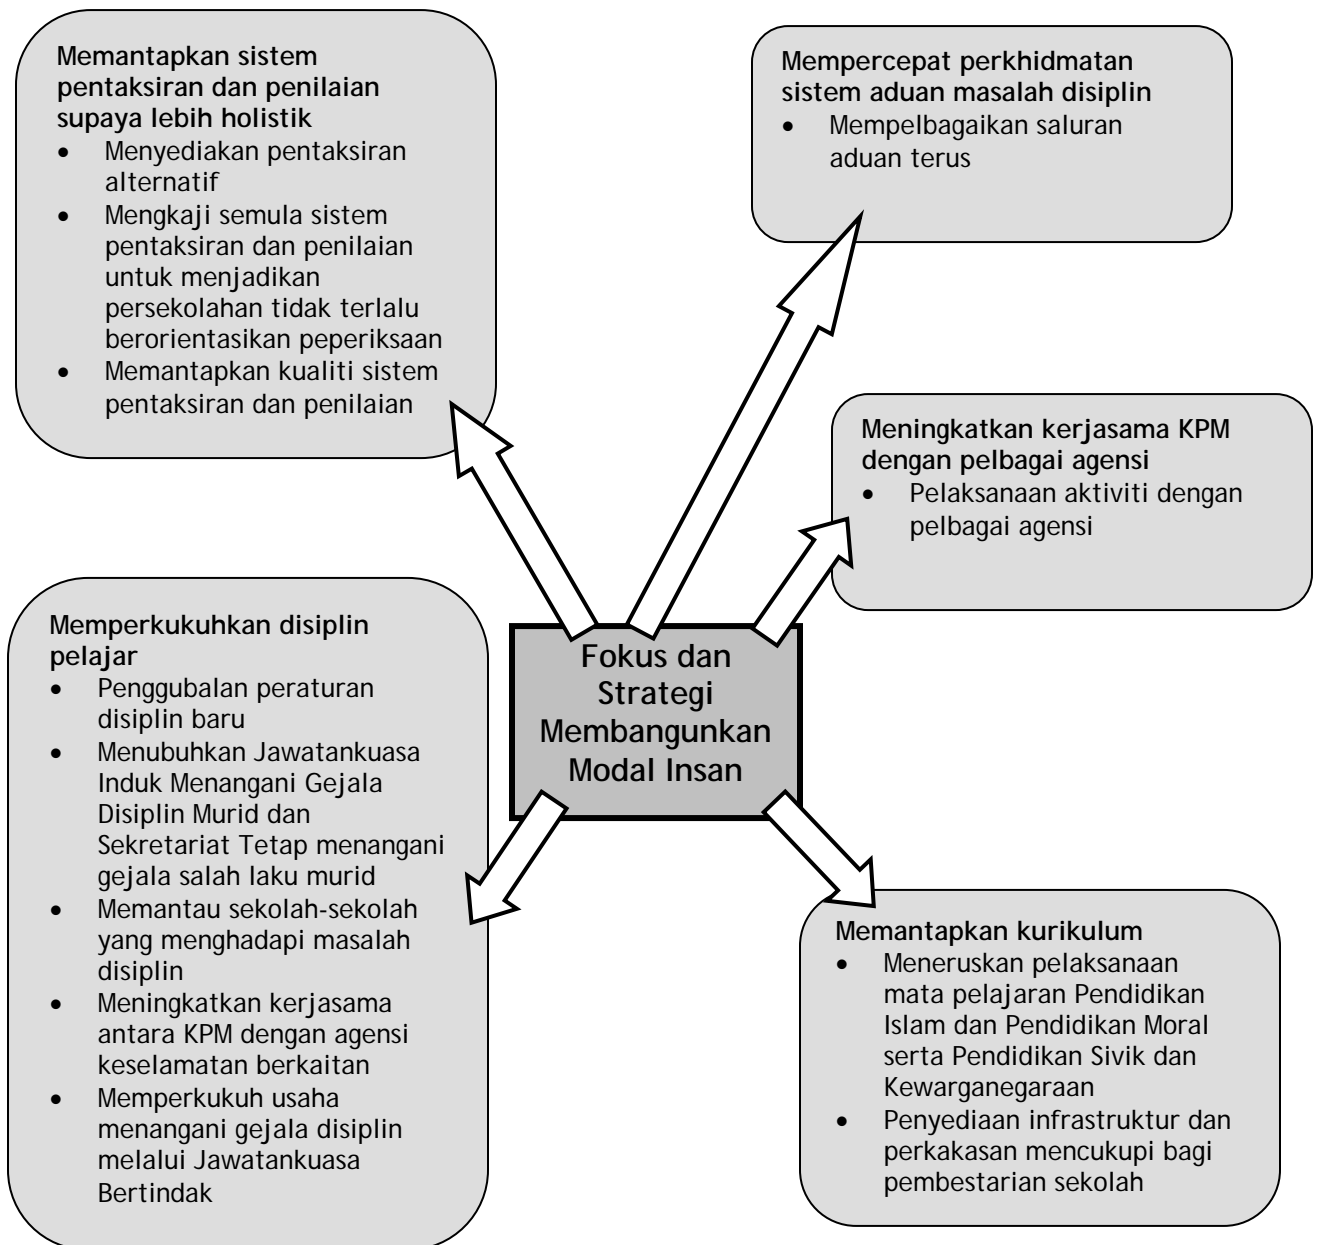 Memantapkan sistem
pentaksiran dan penilaian
supaya lebih holistik
• Menyediakan pentaksiran
alternatif
• Mengkaji semula sistem
pentaksiran dan penilaian
untuk menjadikan
persekolahan tidak terlalu
berorientasikan peperiksaan
• Memantapkan kualiti sistem
pentaksiran dan penilaian
Mempercepat perkhidmatan
sistem aduan masalah disiplin
• Mempelbagaikan saluran
aduan terus
Meningkatkan kerjasama KPM
dengan pelbagai agensi
• Pelaksanaan aktiviti dengan
pelbagai agensi
Fokus dan
Strategi
Membangunkan
Modal Insan
Memperkukuhkan disiplin
pelajar
• Penggubalan peraturan
disiplin baru
• Menubuhkan Jawatankuasa
Induk Menangani Gejala
Disiplin Murid dan
Sekretariat Tetap menangani
gejala salah laku murid
• Memantau sekolah-sekolah
yang menghadapi masalah
disiplin
• Meningkatkan kerjasama
antara KPM dengan agensi
keselamatan berkaitan
• Memperkukuh usaha
menangani gejala disiplin
melalui Jawatankuasa
Bertindak
Memantapkan kurikulum
• Meneruskan pelaksanaan
mata pelajaran Pendidikan
Islam dan Pendidikan Moral
serta Pendidikan Sivik dan
Kewarganegaraan
• Penyediaan infrastruktur dan
perkakasan mencukupi bagi
pembestarian sekolah